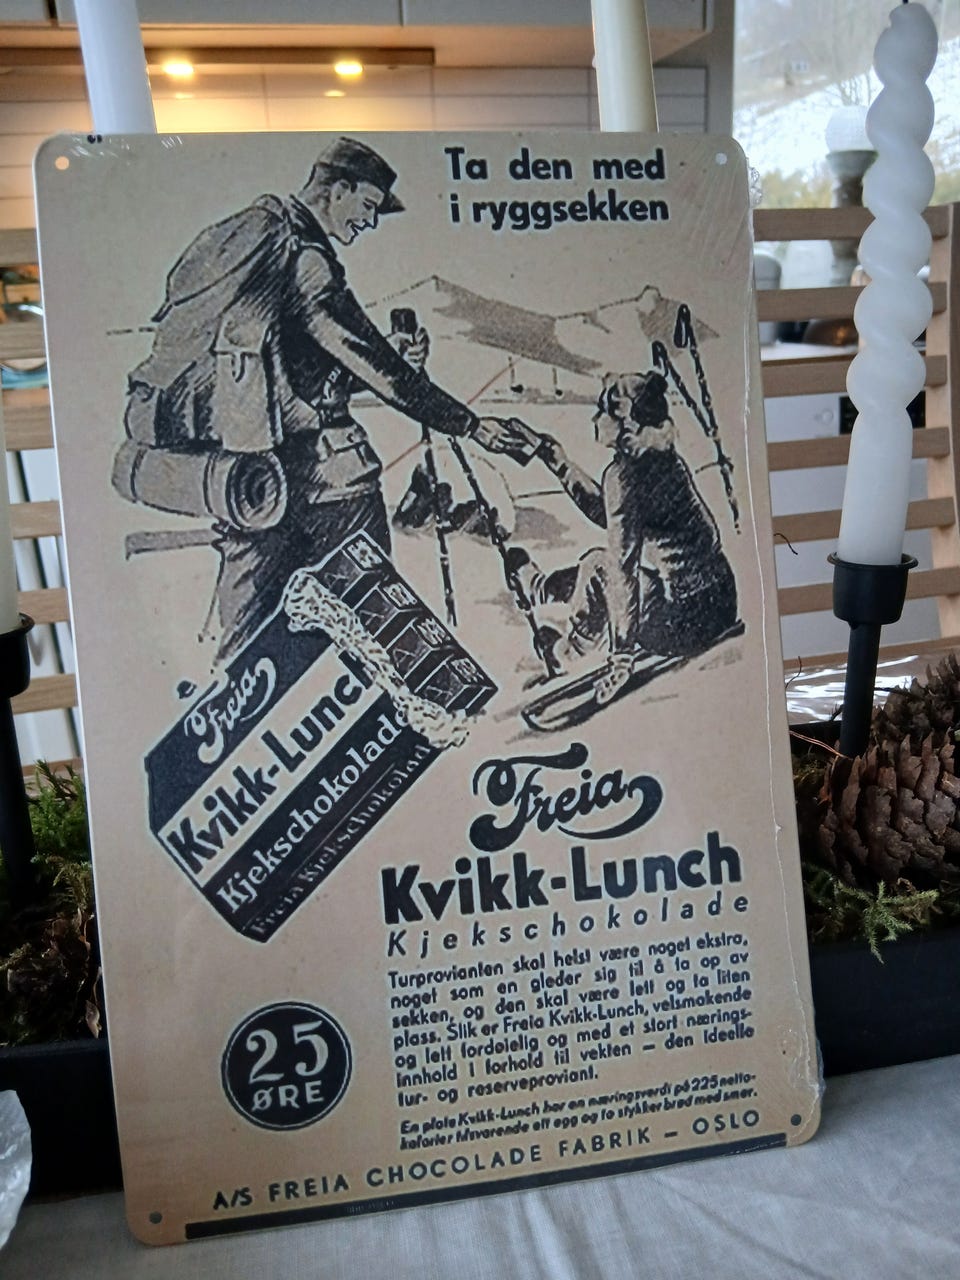 Ta den med
i ryggsekken
Freia
Kvikk-Lunch
Kjekschokolade
Freia Kjekschokolad
Freia
Kvikk-Lunch
Kjekschokolade
Turprovianten skal helst være noget ekstra,
noget som en gleder sig til å ta op av
sekken, og den skal være lett og ta liten
plass. Slik er Freia Kvikk-Lunch, velsmakende
og lett fordøielig og med et stort nærings-
innhold i forhold til vekten — den ideelle
tur- og reserveproviant.
En plate Kvikk-Lunch har en næringsverdi på 225 netto-
kalorier tilsvarende ett egg og to stykker brød med smør.
25
ØRE
A/S FREIA CHOCOLADE FABRIK — OSLO